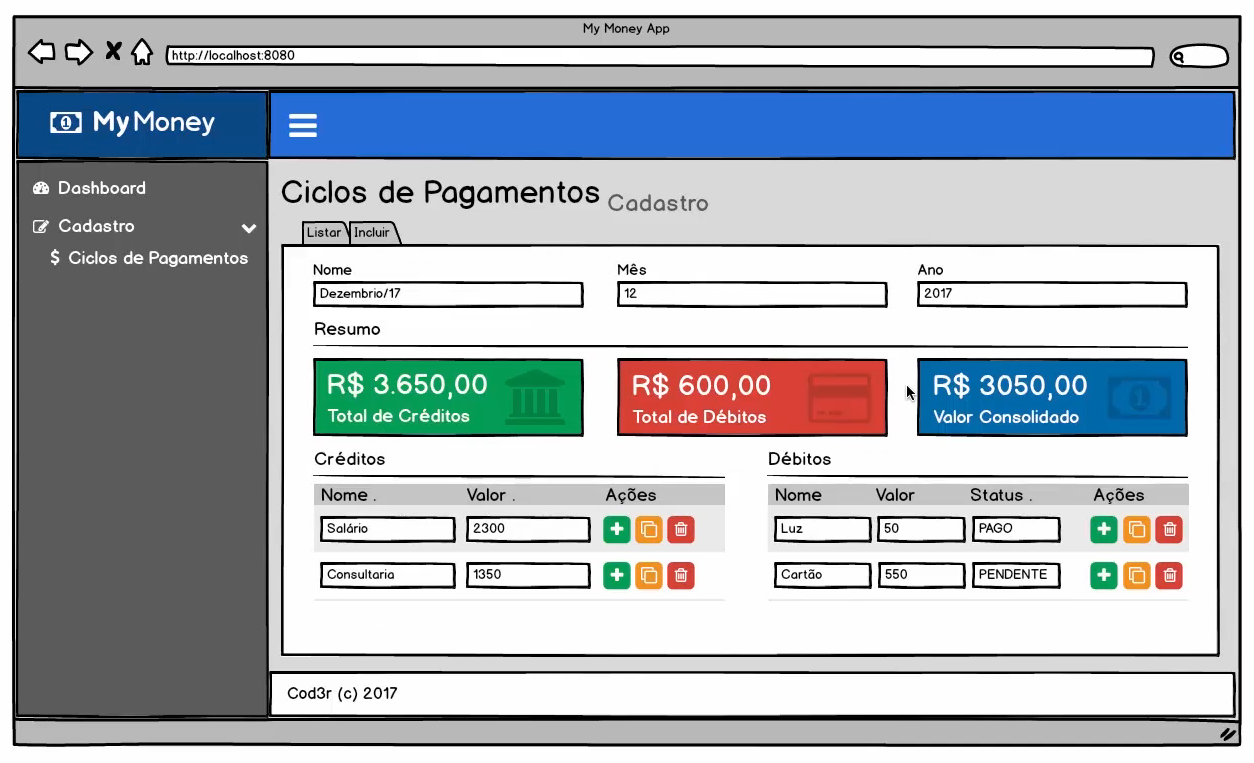 My Money App
http://localhost:8080
MyMoney
Dashboard
Cadastro
$ Ciclos de Pagamentos
Ciclos de Pagamentos Cadastro
Listar Incluir
Nome Mês Ano
Dezembrio/17 12 2017
Resumo
R$ 3.650,00 R$ 600,00 R$ 3050,00
Total de Créditos Total de Débitos Valor Consolidado
Créditos Débitos
Nome . Valor . Ações Nome Valor Status . Ações
Salário 2300 Luz 50 PAGO
Consultaria 1350 Cartão 550 PENDENTE
Cod3r (c) 2017